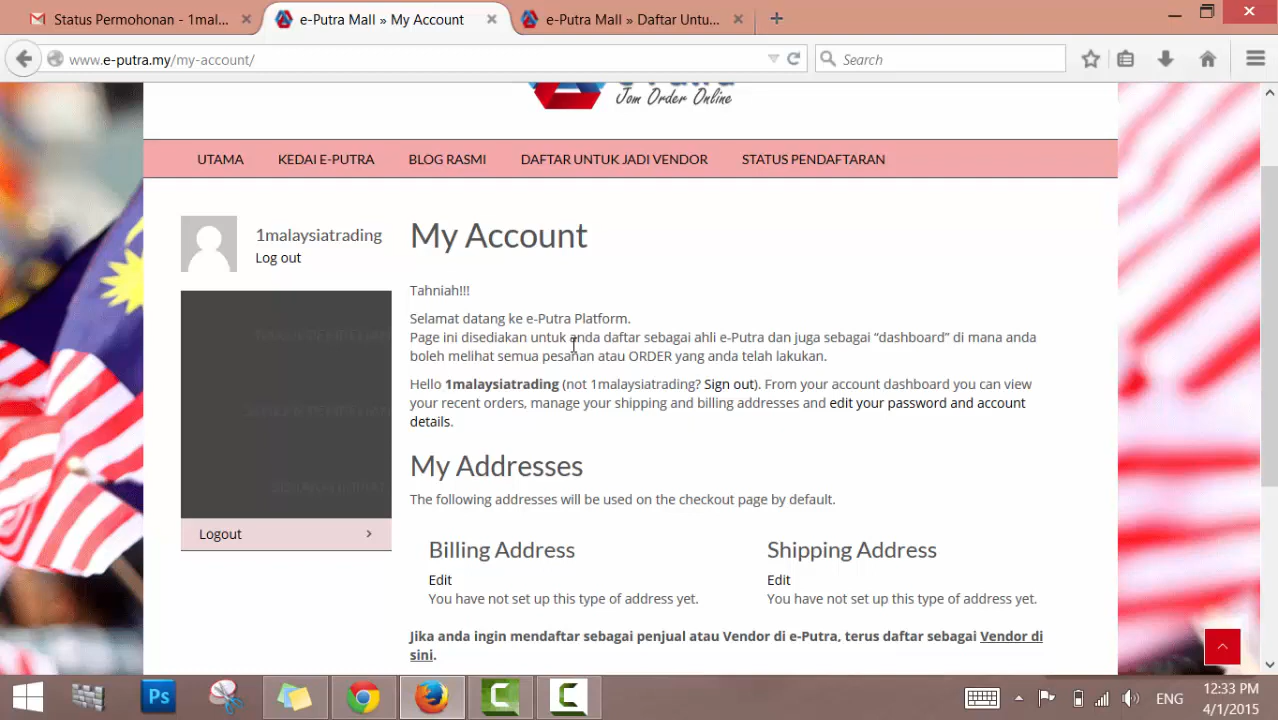 Status Permohonan - 1mal...
e-Putra Mall » My Account
e-Putra Mall » Daftar Untu...
www.e-putra.my/my-account/
Search
Jom Order Online
UTAMA
KEDAI E-PUTRA
BLOG RASMI
DAFTAR UNTUK JADI VENDOR
STATUS PENDAFTARAN
1malaysiatrading
Log out
Logout
My Account
Tahniah!!!
Selamat datang ke e-Putra Platform.
Page ini disediakan untuk anda daftar sebagai ahli e-Putra dan juga sebagai “dashboard” di mana anda
boleh melihat semua pesanan atau ORDER yang anda telah lakukan.
Hello 1malaysiatrading (not 1malaysiatrading? Sign out). From your account dashboard you can view
your recent orders, manage your shipping and billing addresses and edit your password and account
details.
My Addresses
The following addresses will be used on the checkout page by default.
Billing Address
Edit
You have not set up this type of address yet.
Shipping Address
Edit
You have not set up this type of address yet.
Jika anda ingin mendaftar sebagai penjual atau Vendor di e-Putra, terus daftar sebagai Vendor di
sini.
Ps
ENG
12:33 PM
4/1/2015